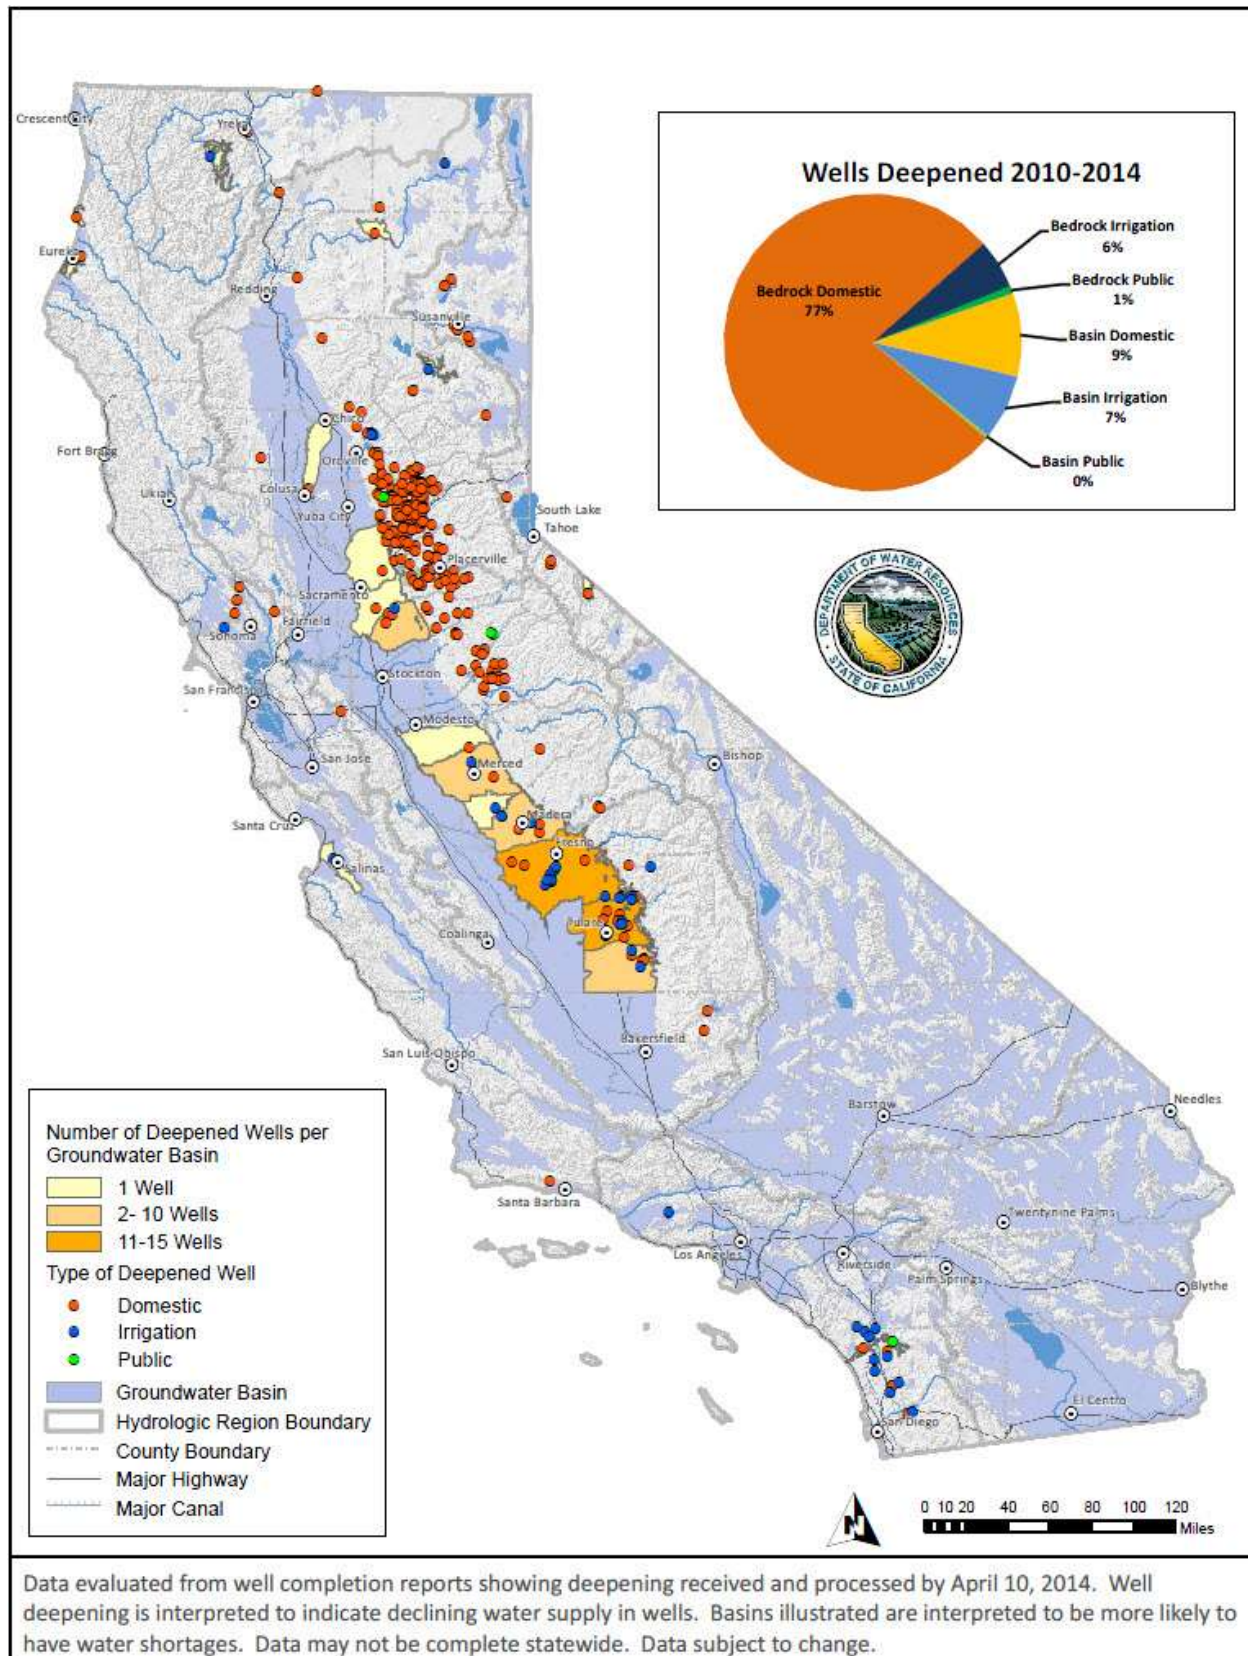 Crescent City
Yreka
Eureka
Redding
Susanville
Fort Bragg
Chico
Oroville
Ukiah
Colusa
Yuba City
South Lake
Tahoe
Placerville
Sacramento
Sonoma
Fairfield
Stockton
San Francisco
Modesto
San Jose
Merced
Bishop
Santa Cruz
Madera
Fresno
Salinas
Tulare
Coalinga
San Luis Obispo
Bakersfield
Barstow
Needles
Santa Barbara
Twentynine Palms
Los Angeles
Riverside
Palm Springs
Blythe
El Centro
San Diego
Wells Deepened 2010-2014
Bedrock Domestic
77%
Bedrock Irrigation
6%
Bedrock Public
1%
Basin Domestic
9%
Basin Irrigation
7%
Basin Public
0%
DEPARTMENT OF WATER RESOURCES
STATE OF CALIFORNIA
Number of Deepened Wells per
Groundwater Basin
1 Well
2- 10 Wells
11-15 Wells
Type of Deepened Well
Domestic
Irrigation
Public
Groundwater Basin
Hydrologic Region Boundary
County Boundary
Major Highway
Major Canal
N
0 10 20 40 60 80 100 120
Miles
Data evaluated from well completion reports showing deepening received and processed by April 10, 2014. Well
deepening is interpreted to indicate declining water supply in wells. Basins illustrated are interpreted to be more likely to
have water shortages. Data may not be complete statewide. Data subject to change.